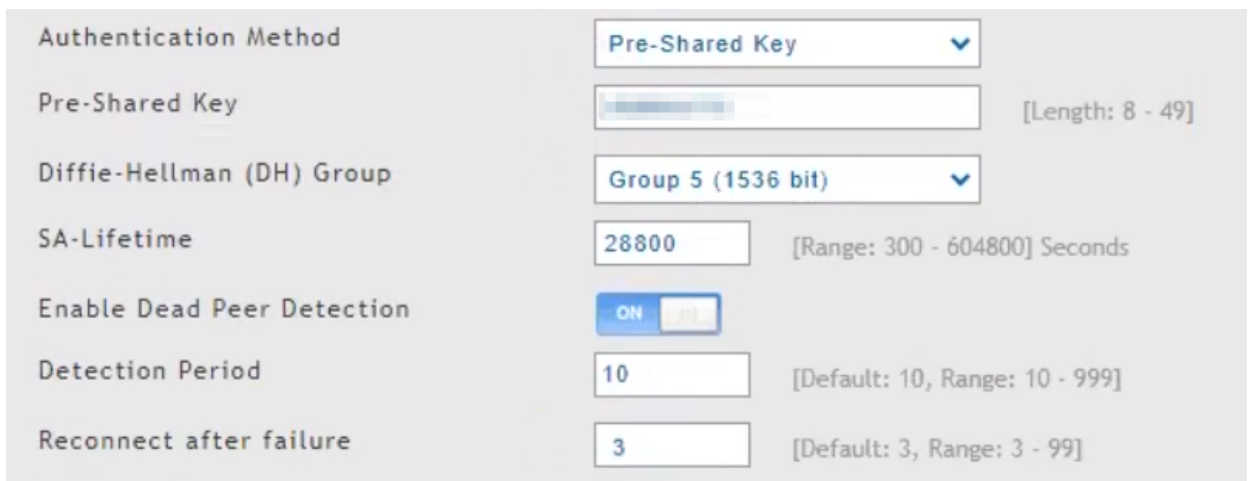 Authentication Method Pre-Shared Key
Pre-Shared Key [Length: 8 - 49]
Diffie-Hellman (DH) Group Group 5 (1536 bit)
SA-Lifetime 28800 [Range: 300 - 604800] Seconds
Enable Dead Peer Detection ON
Detection Period 10 [Default: 10, Range: 10 - 999]
Reconnect after failure 3 [Default: 3, Range: 3 - 99]